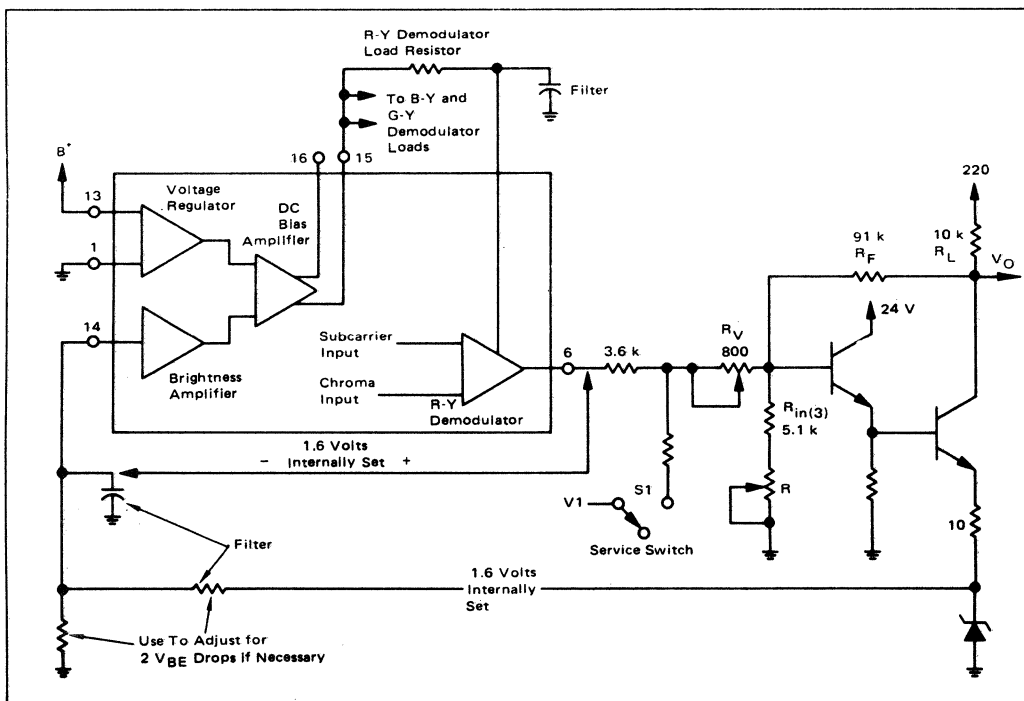 R-Y Demodulator
Load Resistor
Filter
To B-Y and
G-Y
Demodulator
Loads
B+
16
15
220
13
Voltage
Regulator
DC
Bias
Amplifier
91 k
RF
10 k
RL
VO
1
24 V
14
Subcarrier
Input
6
3.6 k
RV
800
Brightness
Amplifier
Chroma
Input
R-Y
Demodulator
Rin(3)
5.1 k
1.6 Volts
- Internally Set +
S1
V1
R
Service Switch
10
Filter
1.6 Volts
Internally
Set
Use To Adjust for
2 VBE Drops if Necessary